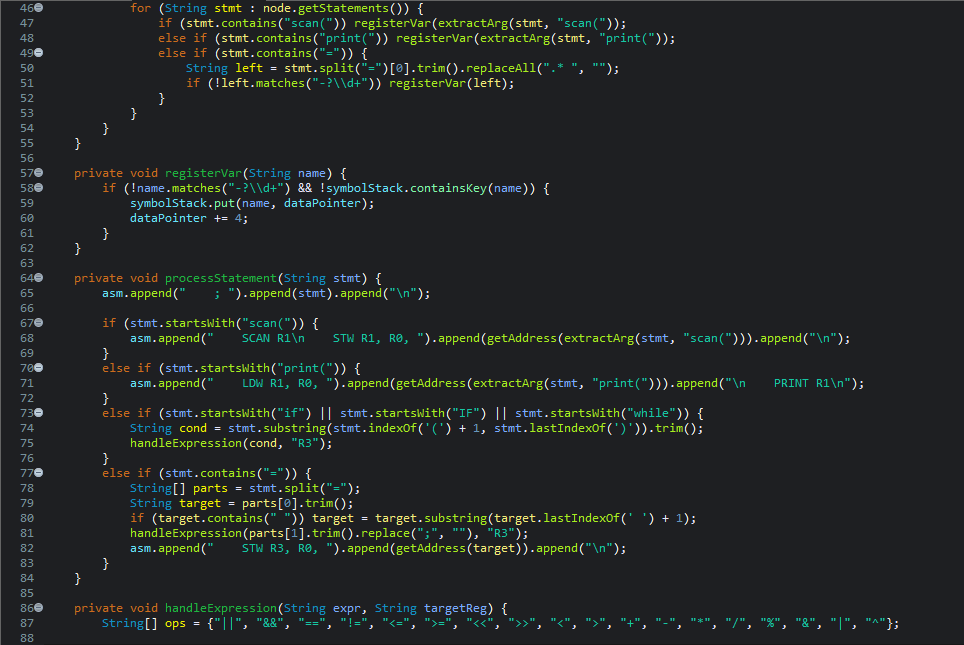 46 for (String stmt : node.getStatements()) {
47 if (stmt.contains("scan(")) registerVar(extractArg(stmt, "scan("));
48 else if (stmt.contains("print(")) registerVar(extractArg(stmt, "print("));
49 else if (stmt.contains("=")) {
50 String left = stmt.split("=")[0].trim().replaceAll(".* ", "");
51 if (!left.matches("-?\\d+")) registerVar(left);
52 }
53 }
54 }
55 }
56
57 private void registerVar(String name) {
58 if (!name.matches("-?\\d+") && !symbolStack.containsKey(name)) {
59 symbolStack.put(name, dataPointer);
60 dataPointer += 4;
61 }
62 }
63
64 private void processStatement(String stmt) {
65 asm.append("    ; ").append(stmt).append("\n");
66
67 if (stmt.startsWith("scan(")) {
68 asm.append("    SCAN R1\n    STW R1, R0, ").append(getAddress(extractArg(stmt, "scan("))).append("\n");
69 }
70 else if (stmt.startsWith("print(")) {
71 asm.append("    LDW R1, R0, ").append(getAddress(extractArg(stmt, "print("))).append("\n    PRINT R1\n");
72 }
73 else if (stmt.startsWith("if") || stmt.startsWith("IF") || stmt.startsWith("while")) {
74 String cond = stmt.substring(stmt.indexOf('(') + 1, stmt.lastIndexOf(')')).trim();
75 handleExpression(cond, "R3");
76 }
77 else if (stmt.contains("=")) {
78 String[] parts = stmt.split("=");
79 String target = parts[0].trim();
80 if (target.contains(" ")) target = target.substring(target.lastIndexOf(' ') + 1);
81 handleExpression(parts[1].trim().replace(";", ""), "R3");
82 asm.append("    STW R3, R0, ").append(getAddress(target)).append("\n");
83 }
84 }
85
86 private void handleExpression(String expr, String targetReg) {
87 String[] ops = {"||", "&&", "==", "!=", "<=", ">=", "<<", ">>", "<", ">", "+", "-", "*", "/", "%", "&", "|", "^"};
88